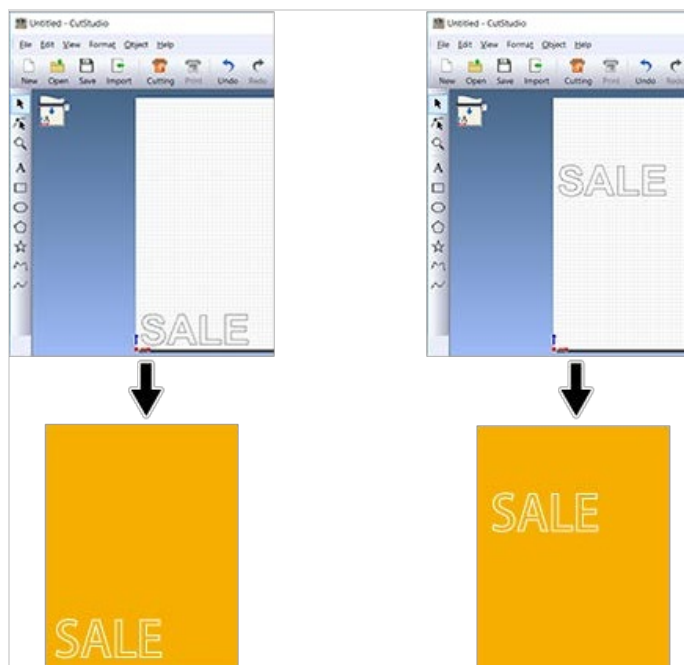 Untitled - CutStudio
File Edit View Format Object Help
New Open Save Import Cutting Print Undo Redo
A
SALE
Untitled - CutStudio
File Edit View Format Object Help
New Open Save Import Cutting Print Undo Redo
A
SALE
SALE
SALE